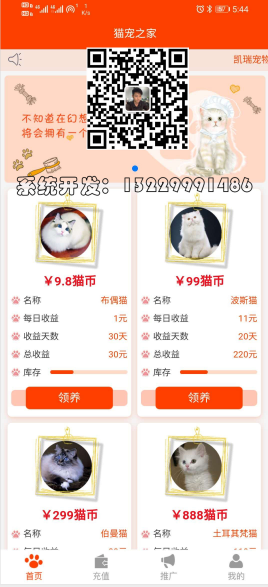 5:44
猫宠之家
凯瑞宠物
不知道在幻想
将会拥有一个
系统开发：13229991486
￥9.8猫币
￥99猫币
名称 布偶猫
名称 波斯猫
每日收益 1元
每日收益 11元
收益天数 30天
收益天数 20天
总收益 30元
总收益 220元
库存
库存
领养
领养
￥299猫币
￥888猫币
名称 伯曼猫
名称 土耳其梵猫
首页
充值
推广
我的